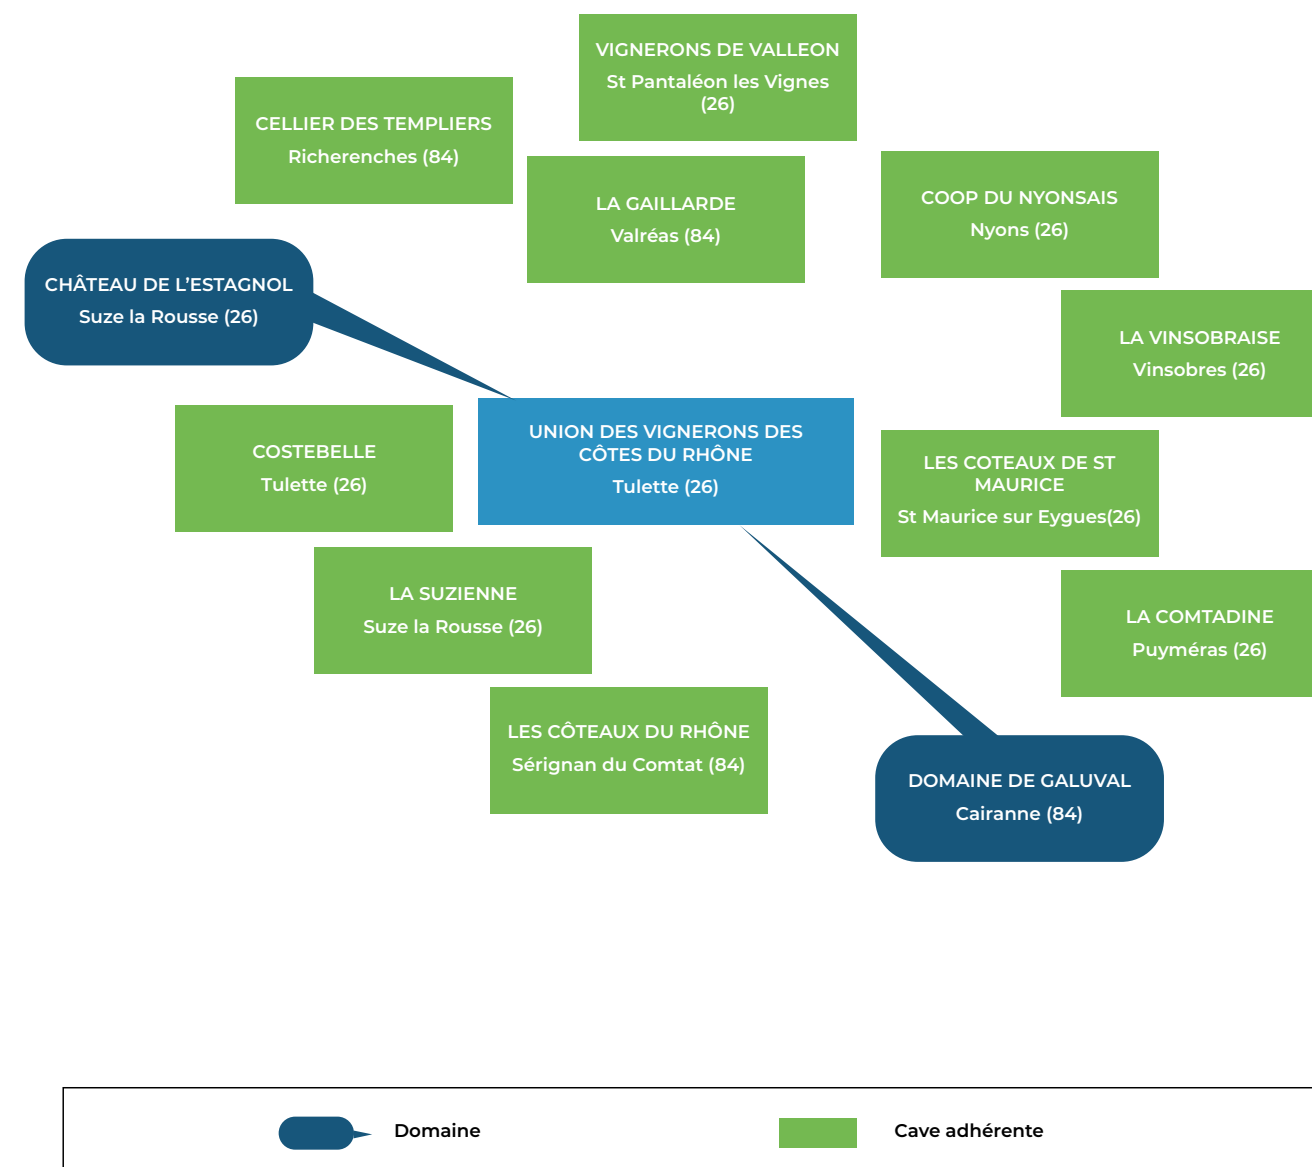 VIGNERONS DE VALLEON
St Pantaléon les Vignes
(26)
CELLIER DES TEMPLIERS
Richerenches (84)
LA GAILLARDE
Valréas (84)
COOP DU NYONSAIS
Nyons (26)
CHÂTEAU DE L'ESTAGNOL
Suze la Rousse (26)
LA VINSOBRAISE
Vinsobres (26)
COSTEBELLE
Tulette (26)
UNION DES VIGNERONS DES
CÔTES DU RHÔNE
Tulette (26)
LES COTEAUX DE ST
MAURICE
St Maurice sur Eygues(26)
LA SUZIENNE
Suze la Rousse (26)
LA COMTADINE
Puyméras (26)
LES CÔTEAUX DU RHÔNE
Sérignan du Comtat (84)
DOMAINE DE GALUVAL
Cairanne (84)
Domaine
Cave adhérente